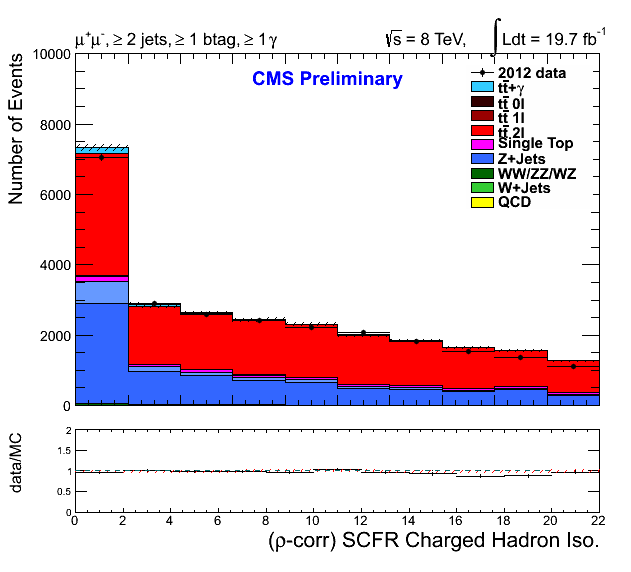 μ⁺μ⁻, ≥ 2 jets, ≥ 1 btag, ≥ 1 γ
√s = 8 TeV, ∫ Ldt = 19.7 fb⁻¹
CMS Preliminary
2012 data
tt̅+γ
tt̅ 0l
tt̅ 1l
tt̅ 2l
Single Top
Z+Jets
WW/ZZ/WZ
W+Jets
QCD
Number of Events
10000
8000
6000
4000
2000
0
data/MC
2
1.5
1
0.5
0
0 2 4 6 8 10 12 14 16 18 20 22
(ρ-corr) SCFR Charged Hadron Iso.